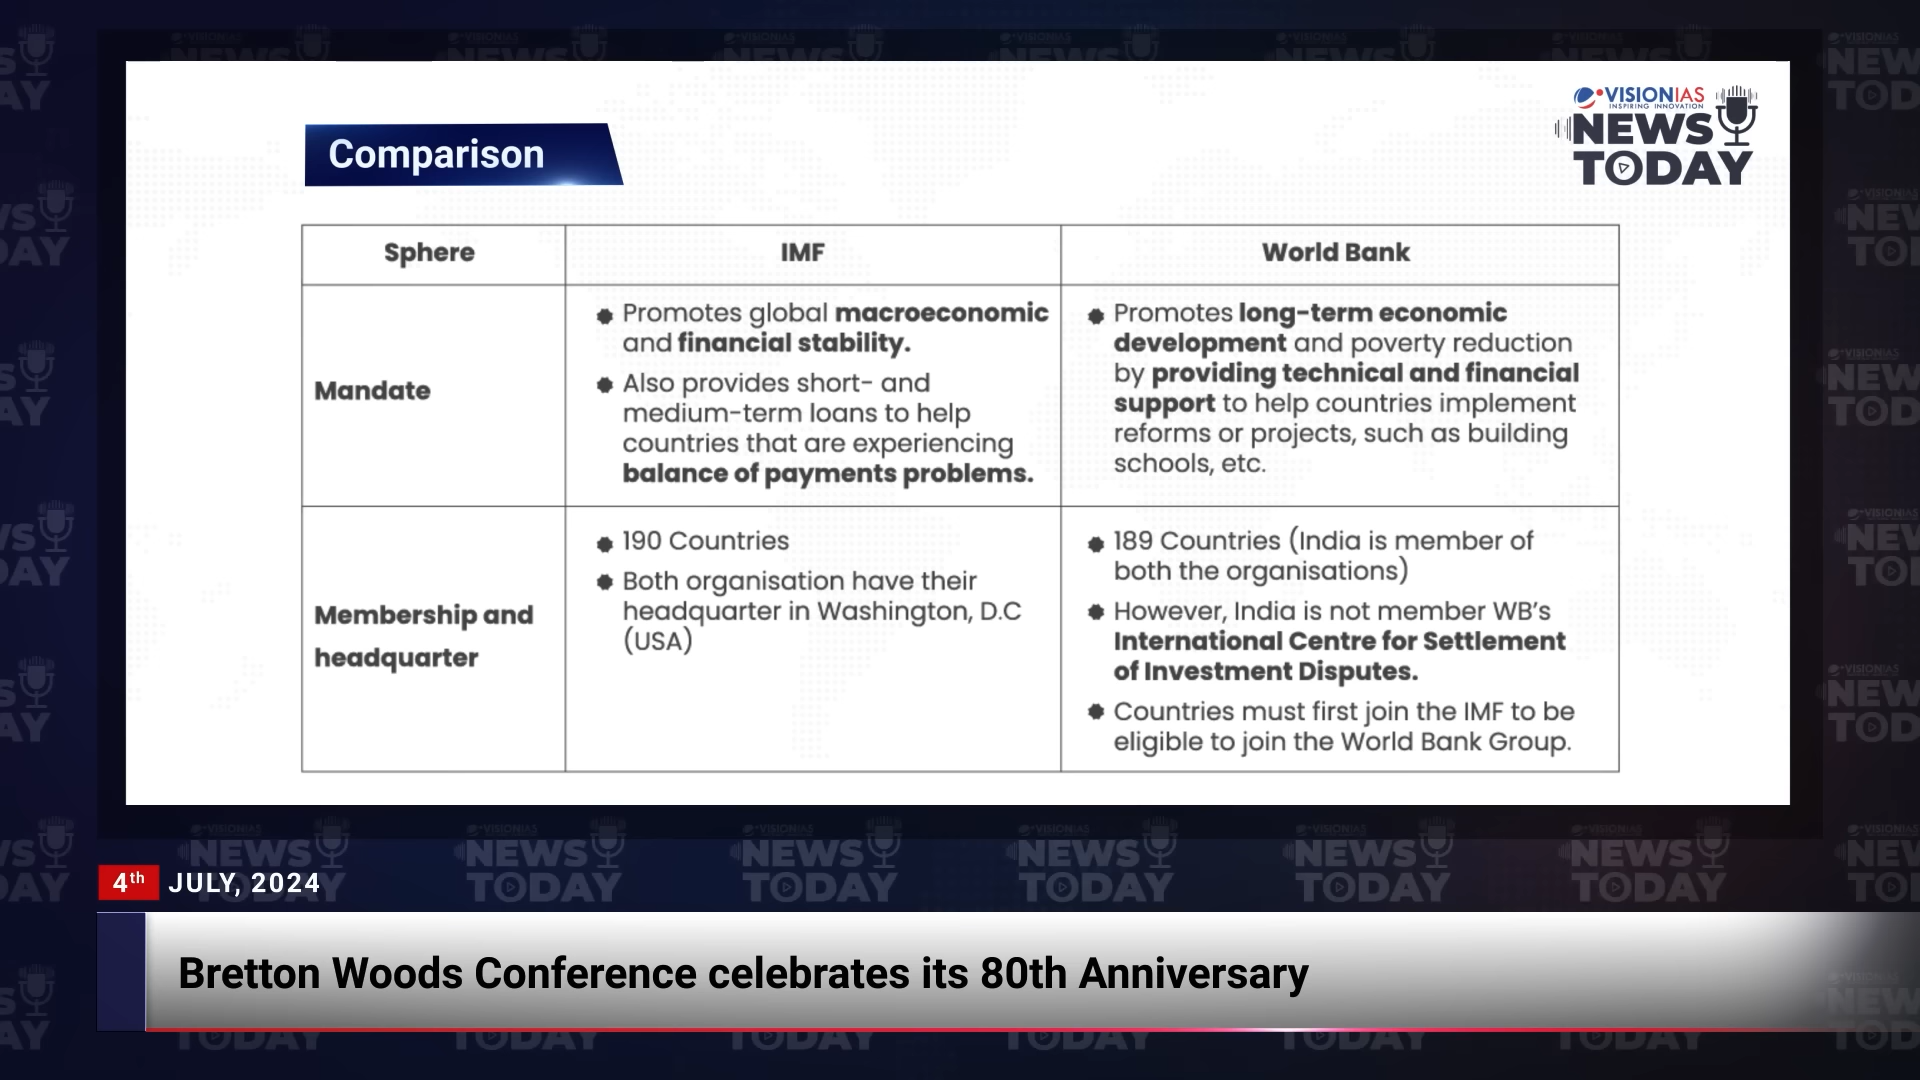 VISIONIAS
INSPIRING INNOVATION
NEWS
TODAY
Comparison
Sphere
IMF
World Bank
Mandate
Promotes global macroeconomic
and financial stability.
Also provides short- and
medium-term loans to help
countries that are experiencing
balance of payments problems.
Promotes long-term economic
development and poverty reduction
by providing technical and financial
support to help countries implement
reforms or projects, such as building
schools, etc.
Membership and
headquarter
190 Countries
Both organisation have their
headquarter in Washington, D.C
(USA)
189 Countries (India is member of
both the organisations)
However, India is not member WB's
International Centre for Settlement
of Investment Disputes.
Countries must first join the IMF to be
eligible to join the World Bank Group.
4th JULY, 2024
Bretton Woods Conference celebrates its 80th Anniversary